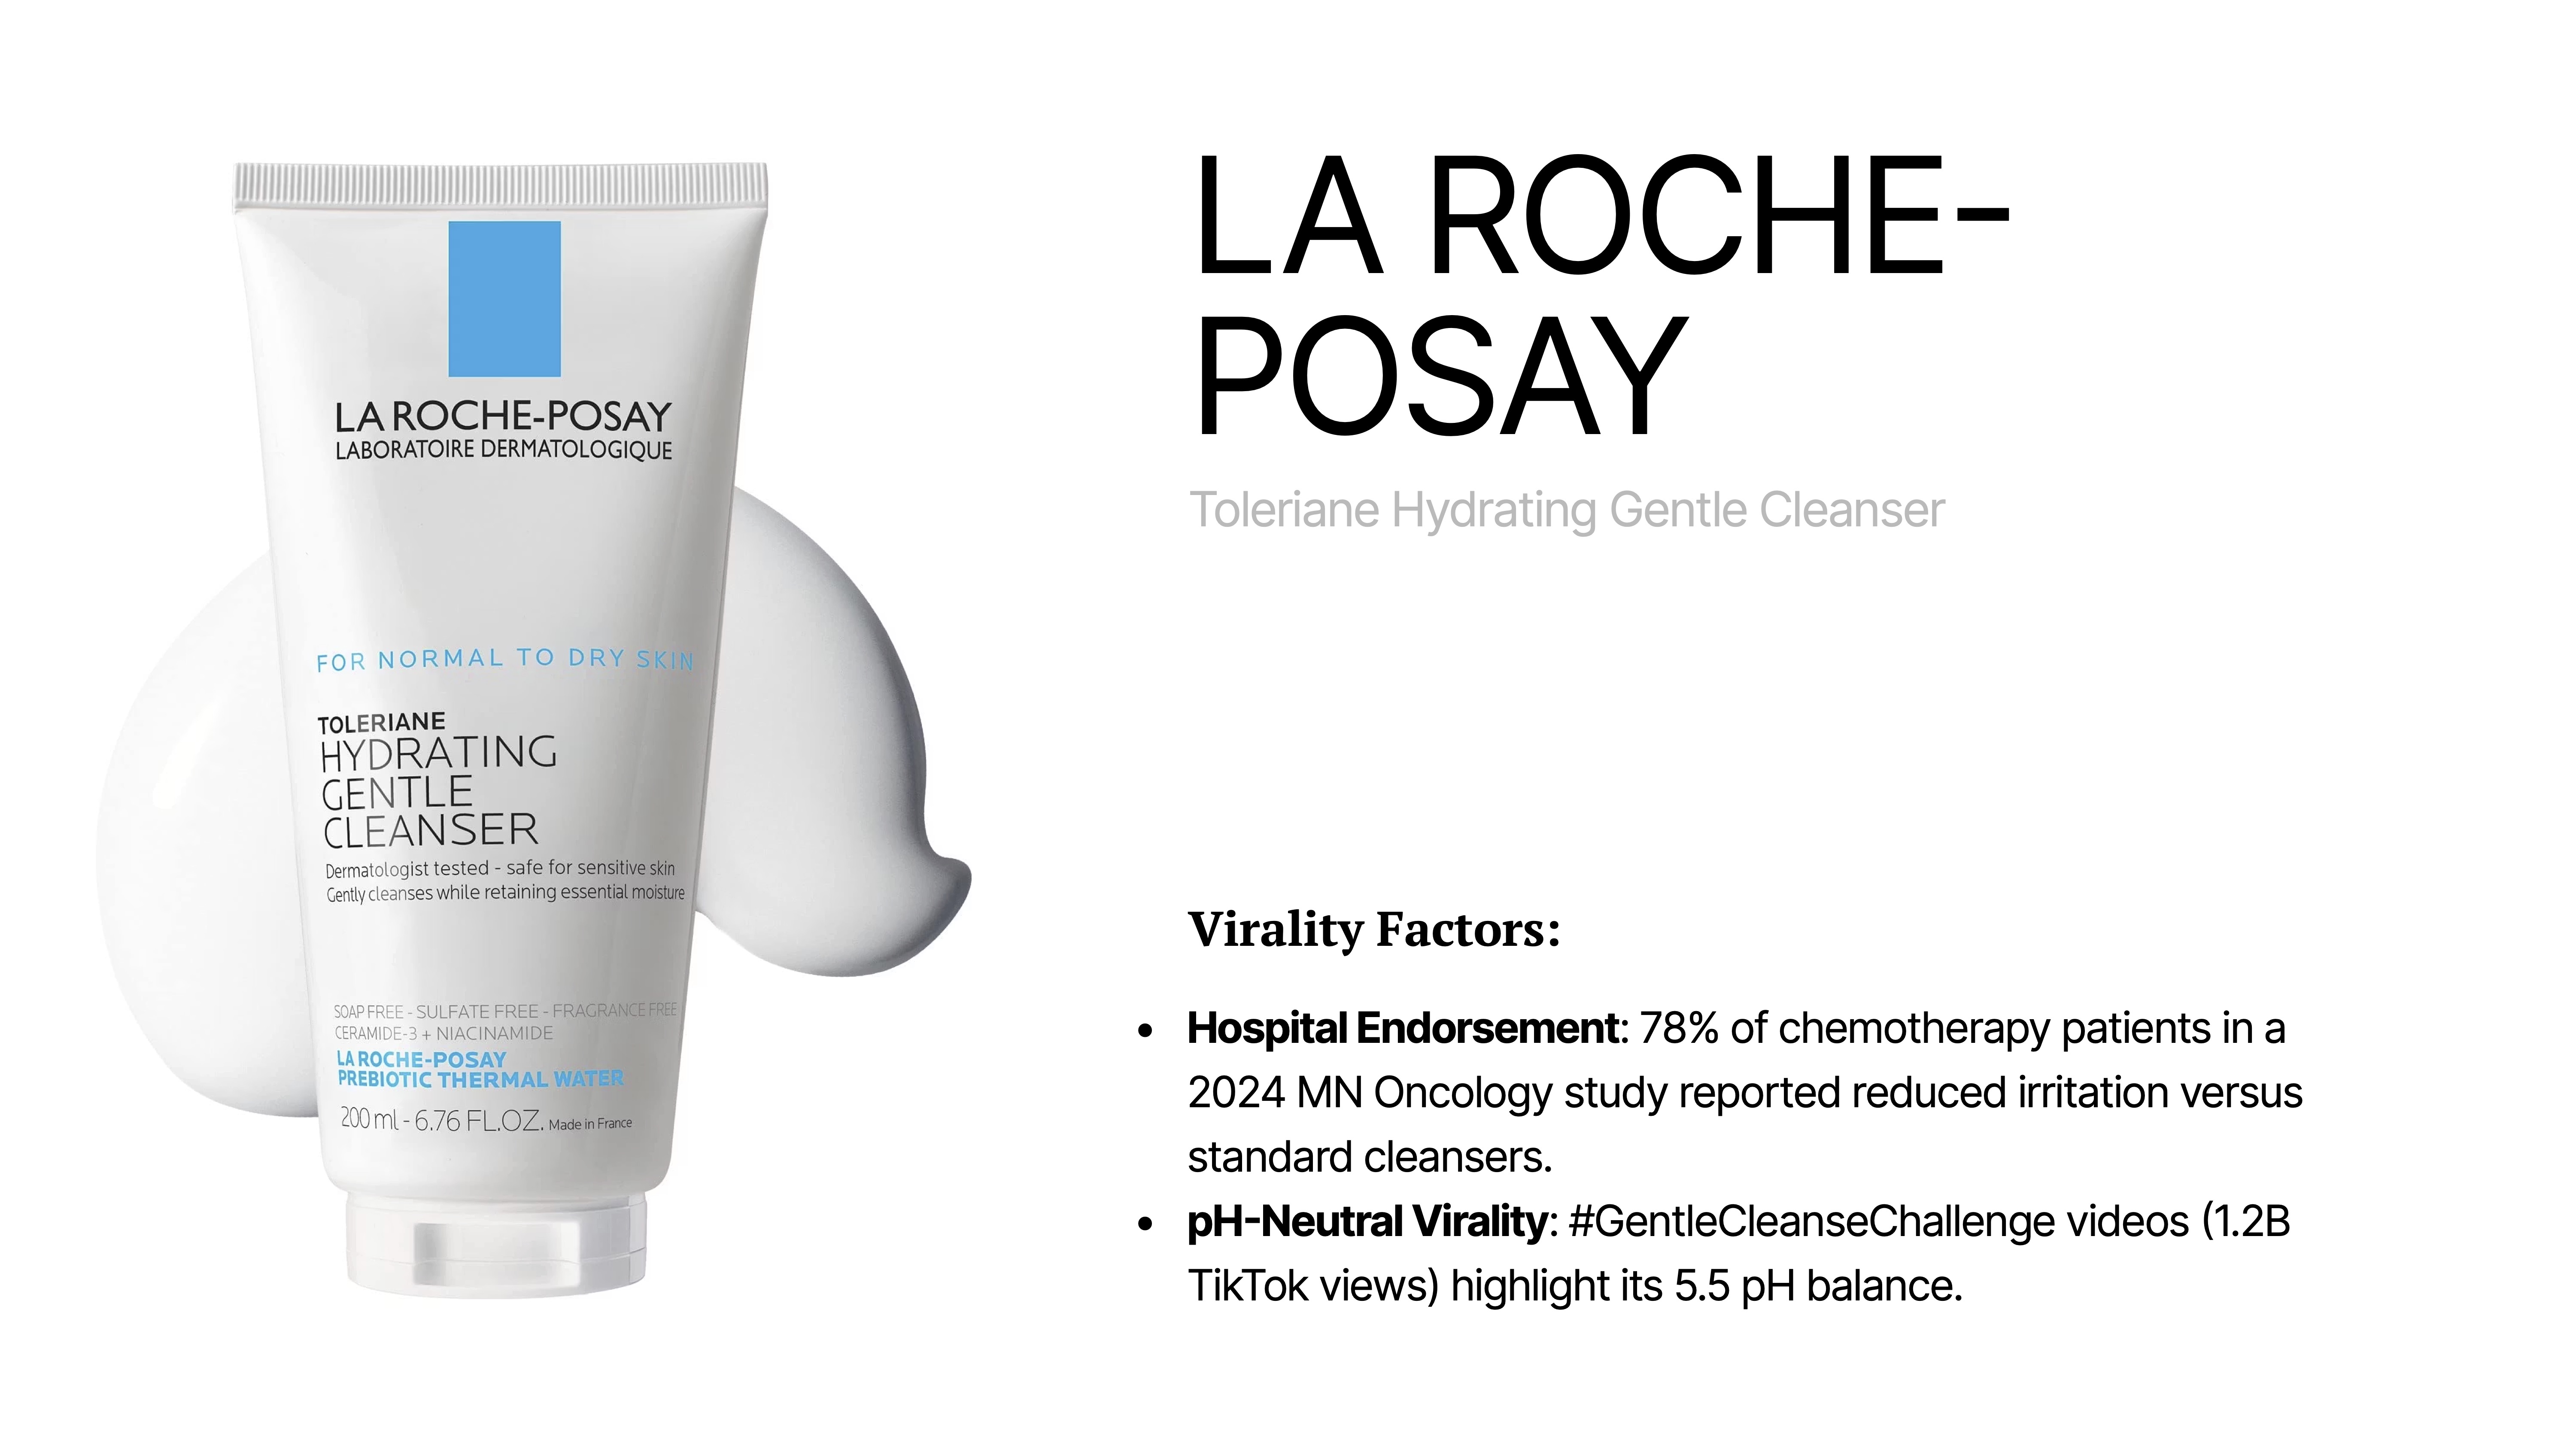 LA ROCHE-POSAY
LABORATOIRE DERMATOLOGIQUE
FOR NORMAL TO DRY SKIN
TOLERIANE
HYDRATING
GENTLE
CLEANSER
Dermatologist tested - safe for sensitive skin
Gently cleanses while retaining essential moisture
SOAP FREE - SULFATE FREE - FRAGRANCE FREE
CERAMIDE-3 + NIACINAMIDE
LA ROCHE-POSAY
PREBIOTIC THERMAL WATER
200 ml - 6.76 FL.OZ. Made in France
LA ROCHE-
POSAY
Toleriane Hydrating Gentle Cleanser
Virality Factors:
• Hospital Endorsement: 78% of chemotherapy patients in a
2024 MN Oncology study reported reduced irritation versus
standard cleansers.
• pH-Neutral Virality: #GentleCleanseChallenge videos (1.2B
TikTok views) highlight its 5.5 pH balance.